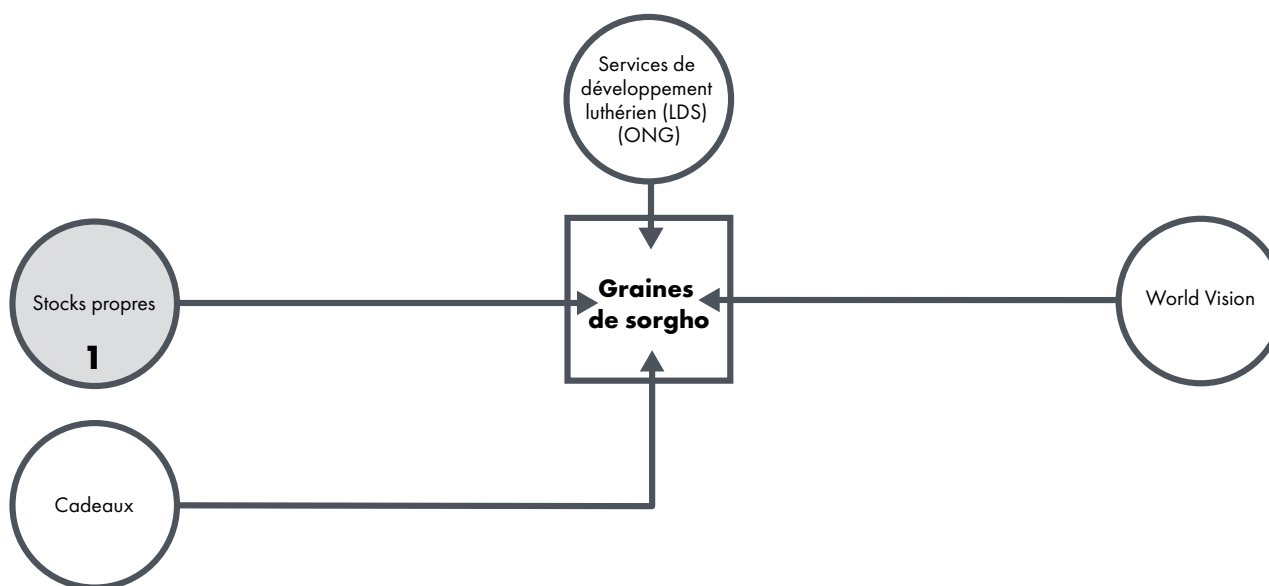 Services de
développement
luthérien (LDS)
(ONG)
Stocks propres
1
Graines
de sorgho
World Vision
Cadeaux